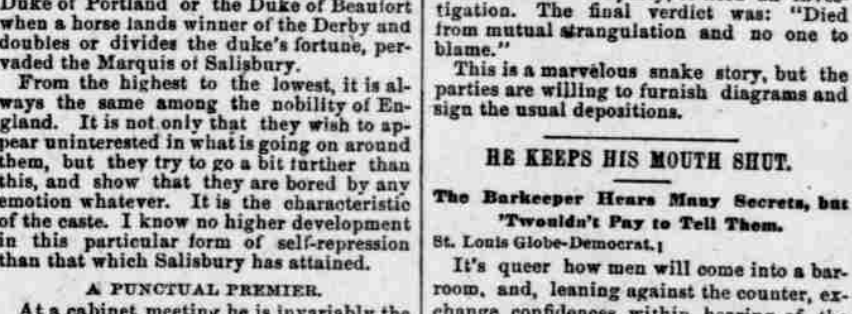 Duke of Portland or the Duke of Beaufort
when a horse lands winner of the Derby and
doubles or divides the duke's fortune, per-
vaded the Marquis of Salisbury.
From the highest to the lowest, it is al-
ways the same among the nobility of En-
gland. It is not only that they wish to ap-
pear uninterested in what is going on around
them, but they try to go a bit further than
this, and show that they are bored by any
emotion whatever. It is the characteristic
of the caste. I know no higher development
in this particular form of self-repression
than that which Salisbury has attained.
A PUNCTUAL PREMIER.
At a cabinet meeting he is invariably the
tigation. The final verdict was: "Died
from mutual strangulation and no one to
blame."
This is a marvelous snake story, but the
parties are willing to furnish diagrams and
sign the usual depositions.
HE KEEPS HIS MOUTH SHUT.
The Barkeeper Hears Many Secrets, but
'Twouldn't Pay to Tell Them.
St. Louis Globe-Democrat.]
It's queer how men will come into a bar-
room, and, leaning against the counter, ex-
change confidences within hearing of the